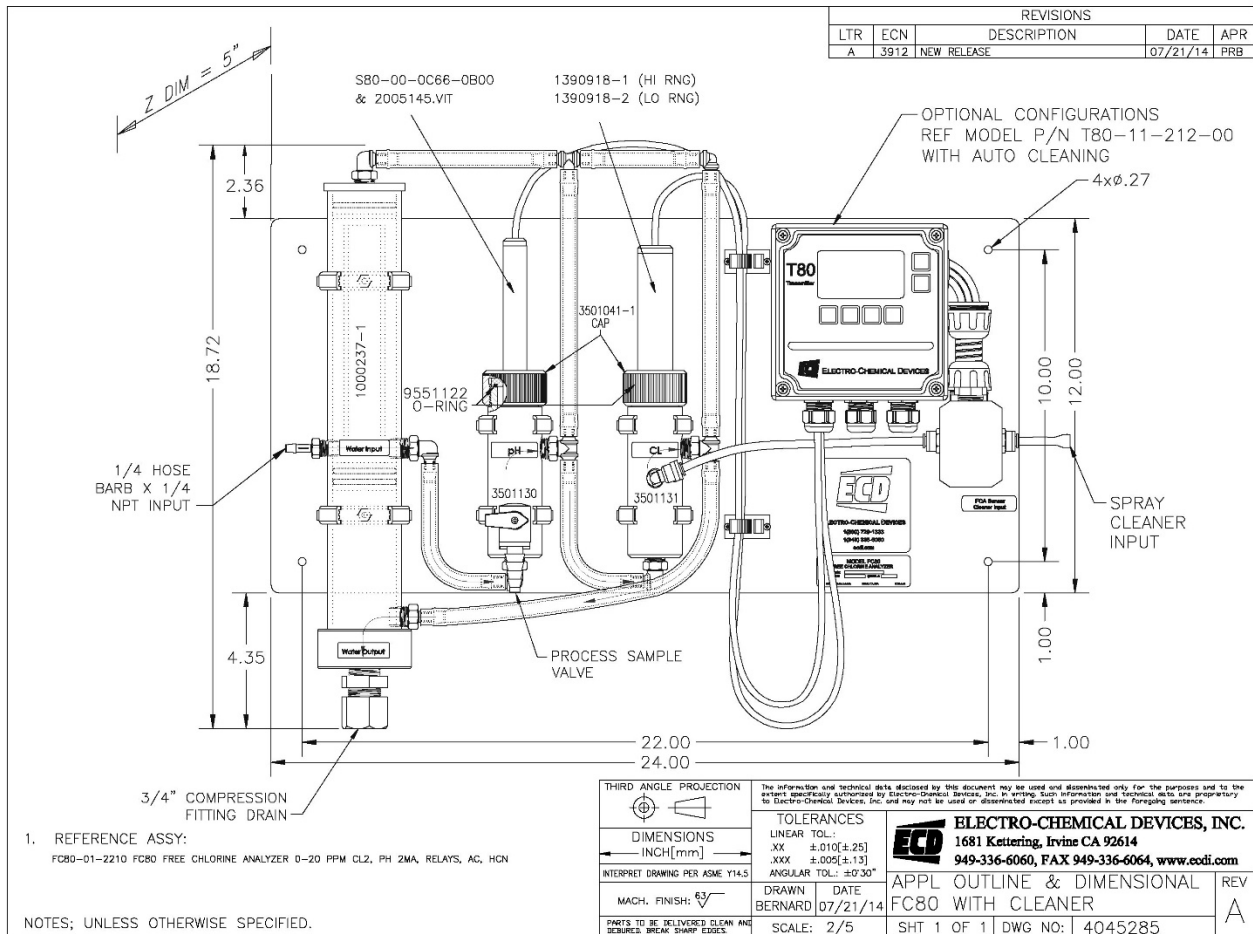 REVISIONS
LTR ECN DESCRIPTION DATE APR
A 3912 NEW RELEASE 07/21/14 PRB
Z DIM = 5"
S80-00-0C66-0B00
& 2005145.VIT
1390918-1 (HI RNG)
1390918-2 (LO RNG)
OPTIONAL CONFIGURATIONS
REF MODEL P/N T80-11-212-00
WITH AUTO CLEANING
4xø.27
2.36
18.72
1000237-1
T80
Transmitter
3501041-1
CAP
ELECTRO-CHEMICAL DEVICES
9551122
O-RING
10.00
12.00
Water Input
pH
CL
1/4 HOSE
BARB X 1/4
NPT INPUT
3501130
3501131
ECD
FCA Sensor
Cleaner Input
SPRAY
CLEANER
INPUT
ELECTRO-CHEMICAL DEVICES
ecdi.com
MODEL FC80
FREE CHLORINE ANALYZER
4.35
Water Output
PROCESS SAMPLE
VALVE
1.00
22.00
1.00
24.00
3/4" COMPRESSION
FITTING DRAIN
1. REFERENCE ASSY:
FC80-01-2210 FC80 FREE CHLORINE ANALYZER 0-20 PPM CL2, PH 2MA, RELAYS, AC, HCN
NOTES; UNLESS OTHERWISE SPECIFIED.
THIRD ANGLE PROJECTION
The information and technical data disclosed by this document may be used and disseminated only for the purposes and to the
extent specifically authorized by Electro-Chemical Devices, Inc. in writing. Such information and technical data are proprietary
to Electro-Chemical Devices, Inc. and may not be used or disseminated except as provided in the foregoing sentence.
DIMENSIONS
INCH[mm]
INTERPRET DRAWING PER ASME Y14.5
MACH. FINISH: 63
PARTS TO BE DELIVERED CLEAN AND
DEBURED. BREAK SHARP EDGES.
TOLERANCES
LINEAR TOL.:
.XX ±.010[±.25]
.XXX ±.005[±.13]
ANGULAR TOL.: ±0°30"
DRAWN DATE
BERNARD 07/21/14
SCALE: 2/5
ECD
ELECTRO-CHEMICAL DEVICES, INC.
1681 Kettering, Irvine CA 92614
949-336-6060, FAX 949-336-6064, www.ecdi.com
APPL OUTLINE & DIMENSIONAL
FC80 WITH CLEANER
REV
A
SHT 1 OF 1 DWG NO: 4045285